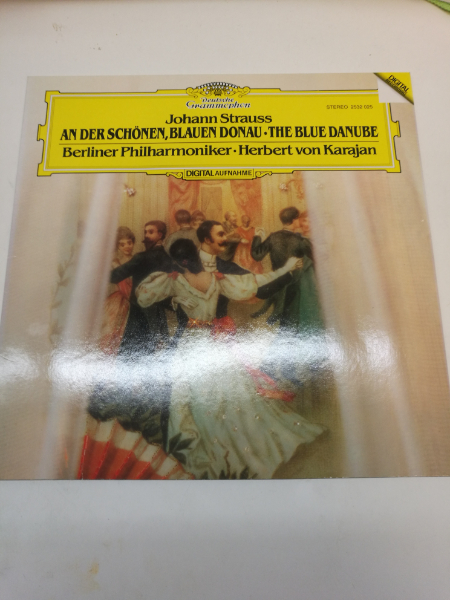 Deutsche
Grammophon
DIGITAL
STEREO 2532 025
Johann Strauss
AN DER SCHÖNEN, BLAUEN DONAU·THE BLUE DANUBE
Berliner Philharmoniker·Herbert von Karajan
DIGITAL AUFNAHME